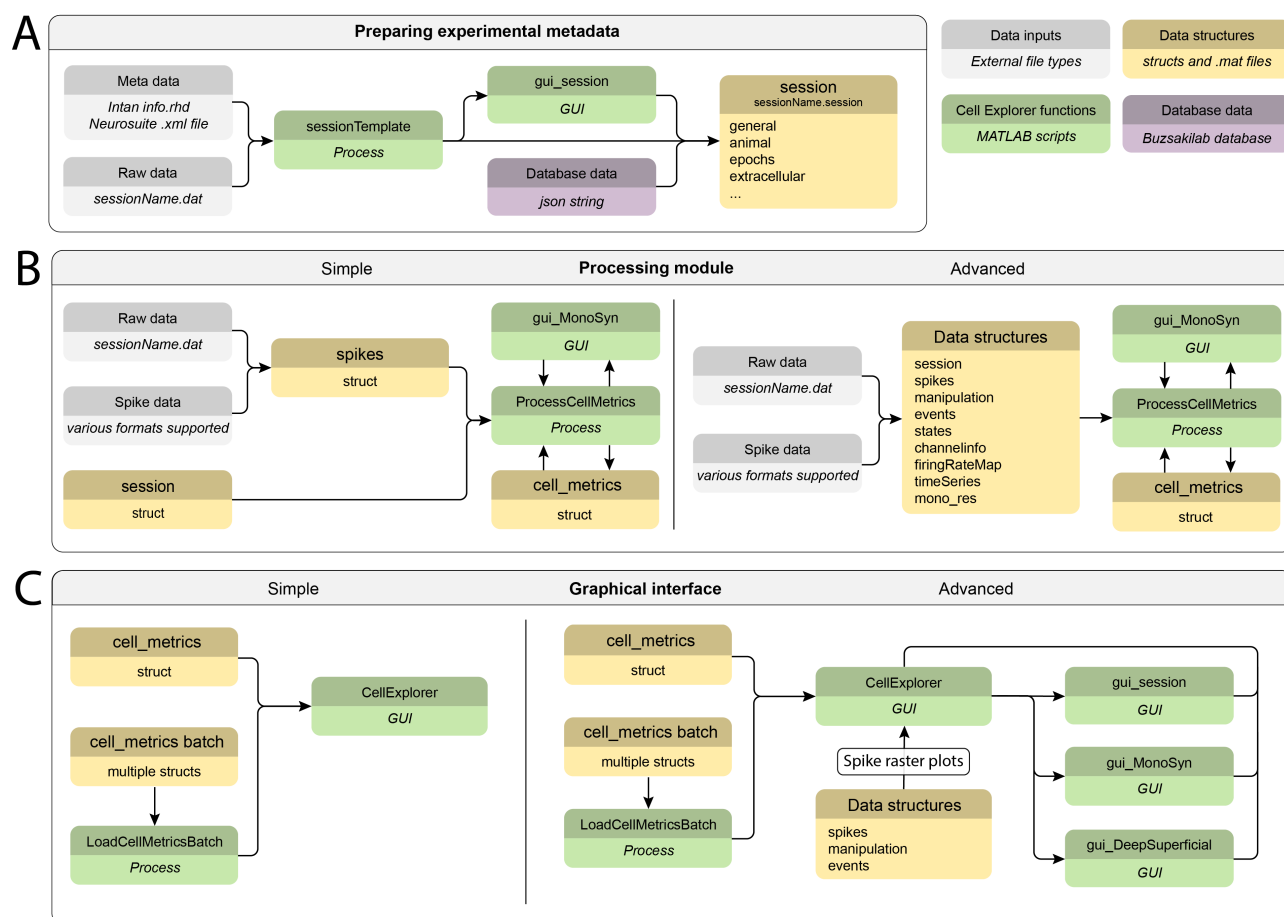 A
Preparing experimental metadata
Meta data
Intan info.rhd
Neurosuite .xml file
Raw data
sessionName.dat
sessionTemplate
Process
gui_session
GUI
Database data
json string
session
sessionName.session
general
animal
epochs
extracellular
...
Data inputs
External file types
Data structures
structs and .mat files
Cell Explorer functions
MATLAB scripts
Database data
Buzsakilab database
B
Simple
Processing module
Advanced
Raw data
sessionName.dat
Spike data
various formats supported
session
struct
spikes
struct
gui_MonoSyn
GUI
ProcessCellMetrics
Process
cell_metrics
struct
Raw data
sessionName.dat
Spike data
various formats supported
Data structures
session
spikes
manipulation
events
states
channelinfo
firingRateMap
timeSeries
mono_res
gui_MonoSyn
GUI
ProcessCellMetrics
Process
cell_metrics
struct
C
Simple
Graphical interface
Advanced
cell_metrics
struct
cell_metrics batch
multiple structs
LoadCellMetricsBatch
Process
CellExplorer
GUI
cell_metrics
struct
cell_metrics batch
multiple structs
LoadCellMetricsBatch
Process
CellExplorer
GUI
Spike raster plots
Data structures
spikes
manipulation
events
gui_session
GUI
gui_MonoSyn
GUI
gui_DeepSuperficial
GUI